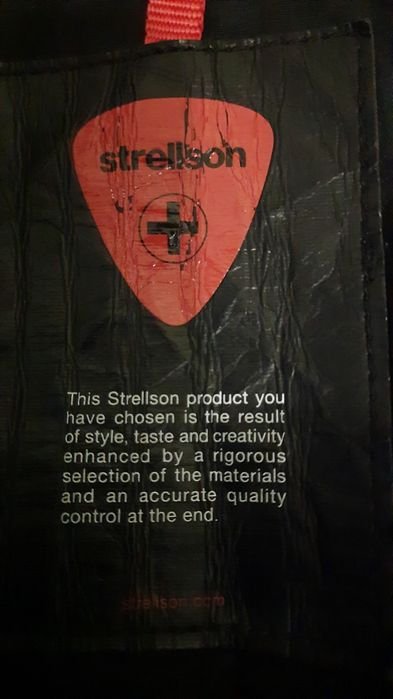 strellson
This Strellson product you
have chosen is the result
of style, taste and creativity
enhanced by a rigorous
selection of the materials
and an accurate quality
control at the end.
strellson.com